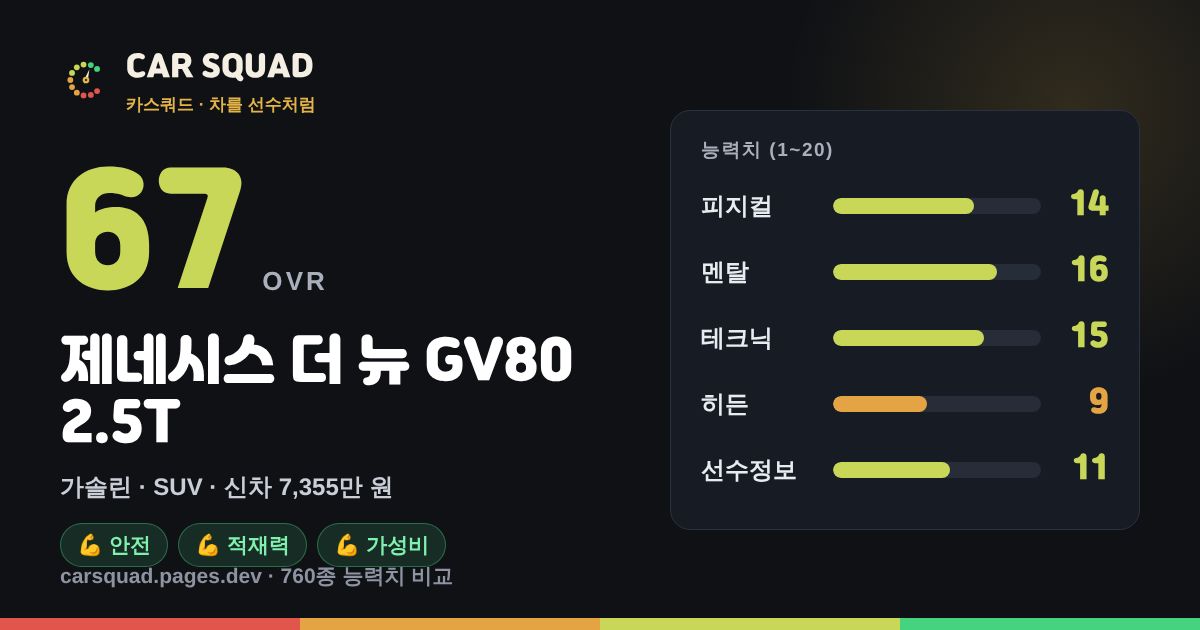 CAR SQUAD
카스쿼드 · 차를 선수처럼
67 OVR
제네시스 더 뉴 GV80
2.5T
가솔린 · SUV · 신차 7,355만 원
💪 안전 💪 적재력 💪 가성비
carsquad.pages.dev · 760종 능력치 비교
능력치 (1~20)
피지컬 14
멘탈 16
테크닉 15
히든 9
선수정보 11